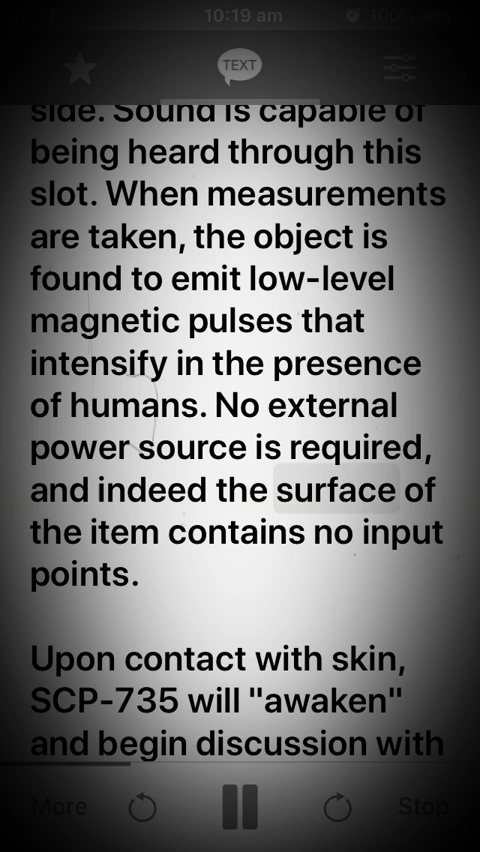 10:19 am
100%
TEXT
side. Sound is capable of
being heard through this
slot. When measurements
are taken, the object is
found to emit low-level
magnetic pulses that
intensify in the presence
of humans. No external
power source is required,
and indeed the surface of
the item contains no input
points.
Upon contact with skin,
SCP-735 will "awaken"
and begin discussion with
More
Stop